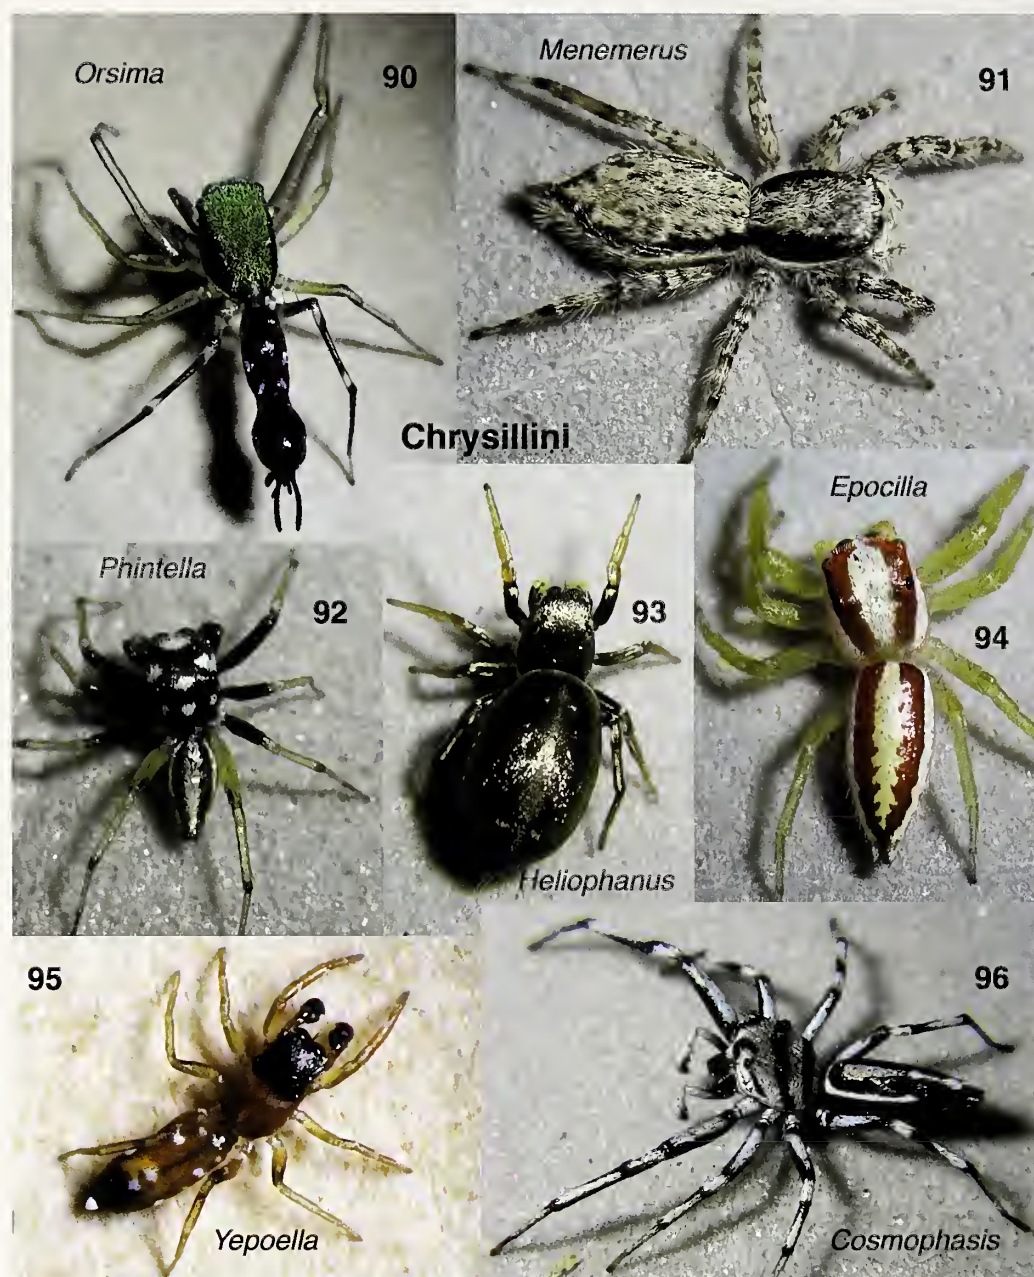 Orsima
90
Menemerus
91
Chrysillini
Phintella
92
Heliophanus
93
Epocilla
94
95
Yepoella
96
Cosmophasis